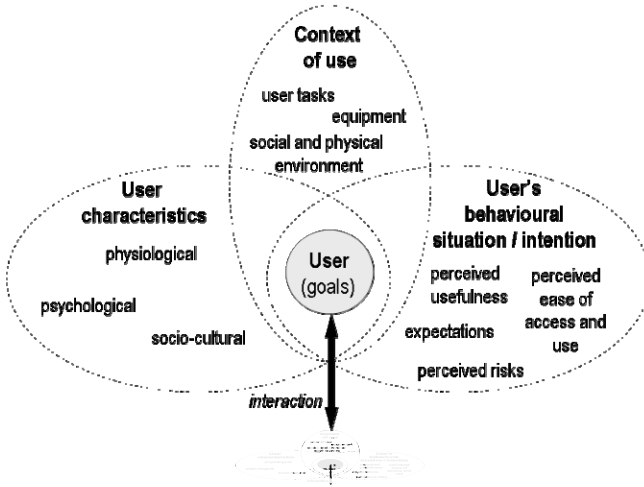 Context
of use
user tasks
equipment
social and physical
environment
User
characteristics
physiological
psychological
socio-cultural
User's
behavioural
situation / intention
perceived
usefulness
perceived
ease of
access and
use
expectations
perceived risks
User
(goals)
interaction